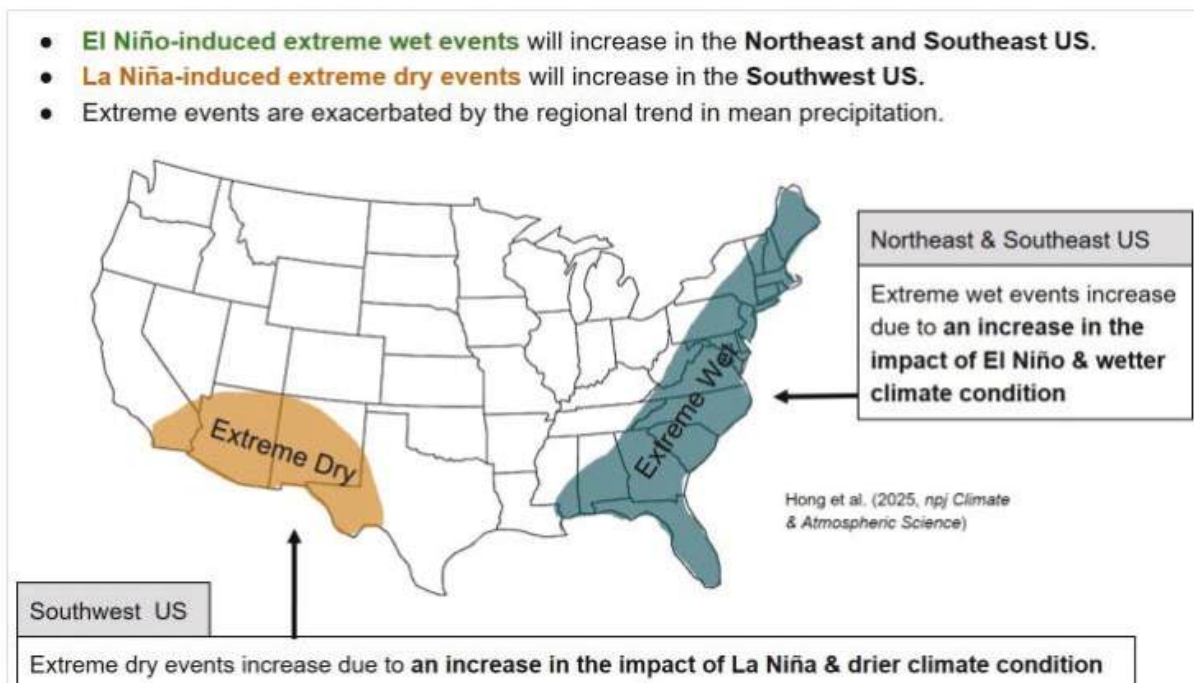 ● El Niño-induced extreme wet events will increase in the Northeast and Southeast US.
● La Niña-induced extreme dry events will increase in the Southwest US.
● Extreme events are exacerbated by the regional trend in mean precipitation.
Northeast & Southeast US
Extreme wet events increase
due to an increase in the
impact of El Niño & wetter
climate condition
Extreme Wet
Extreme Dry
Hong et al. (2025, npj Climate
& Atmospheric Science)
Southwest US
Extreme dry events increase due to an increase in the impact of La Niña & drier climate condition